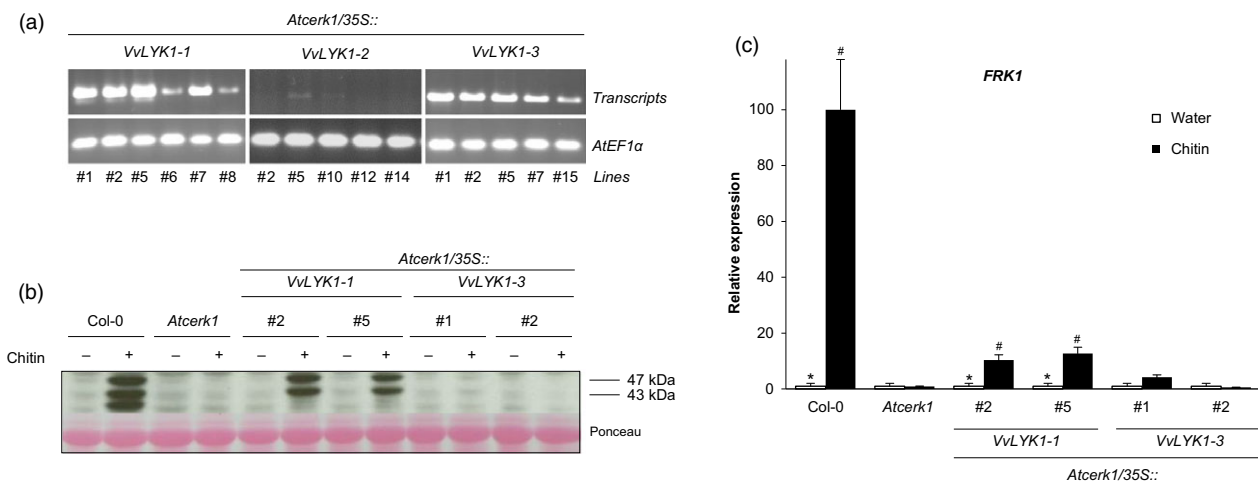 (a)
Atcerk1/35S::
VvLYK1-1 VvLYK1-2 VvLYK1-3
Transcripts
AtEF1α
#1 #2 #5 #6 #7 #8 #2 #5 #10 #12 #14 #1 #2 #5 #7 #15 Lines
(b)
Atcerk1/35S::
VvLYK1-1 VvLYK1-3
Col-0 Atcerk1 #2 #5 #1 #2
Chitin – + – + – + – + – + – +
47 kDa
43 kDa
Ponceau
(c)
FRK1
Water
Chitin
Relative expression
100
80
60
40
20
0
# * * # * #
Col-0 Atcerk1 #2 #5 #1 #2
VvLYK1-1 VvLYK1-3
Atcerk1/35S::